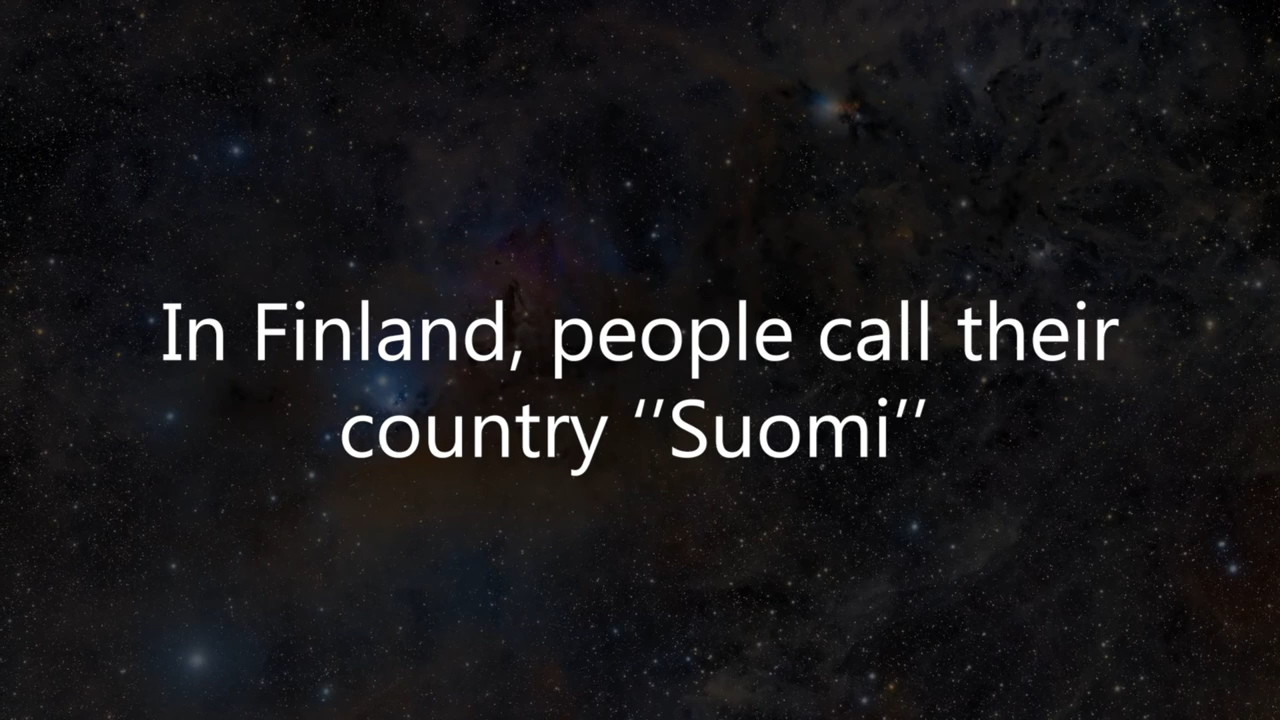 In Finland, people call their
country ‘‘Suomi’’